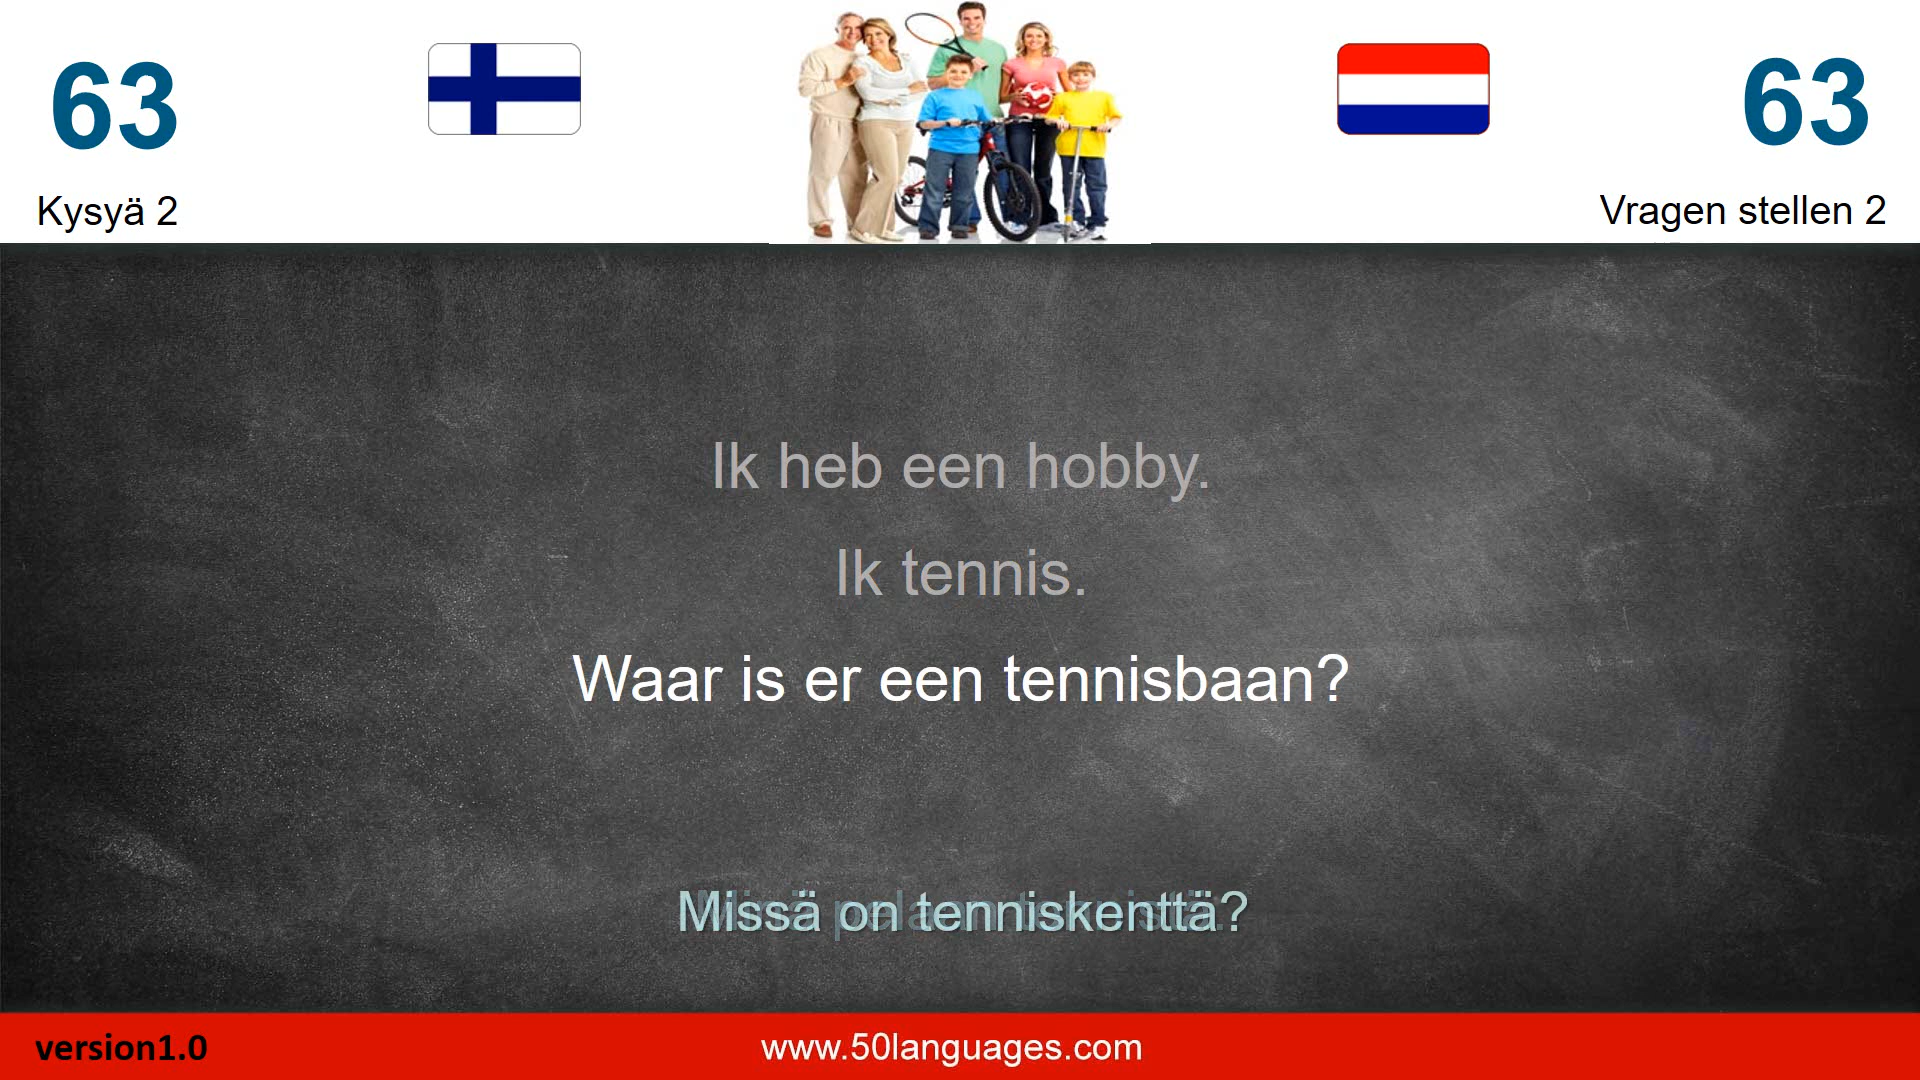 63
63
Kysyä 2
Vragen stellen 2
Ik heb een hobby.
Ik tennis.
Waar is er een tennisbaan?
Missä on tenniskenttä?
version1.0
www.50languages.com